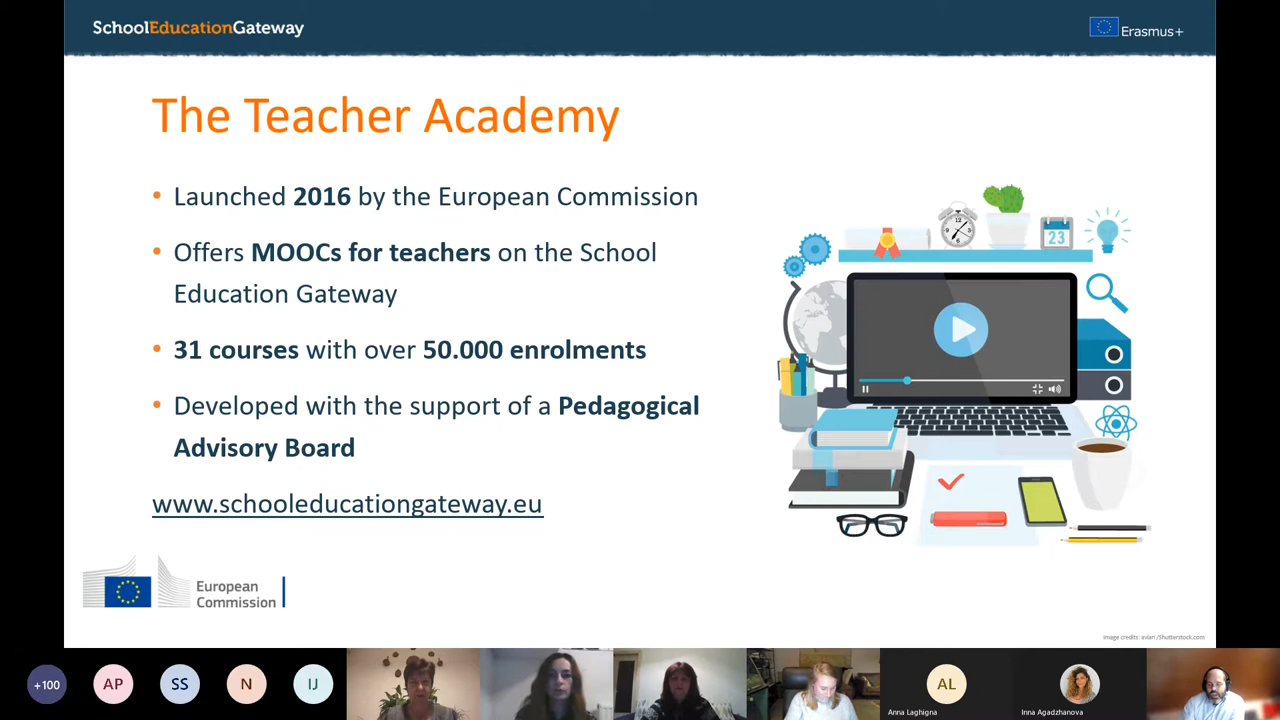 SchoolEducationGateway
Erasmus+
The Teacher Academy
• Launched 2016 by the European Commission
• Offers MOOCs for teachers on the School
Education Gateway
• 31 courses with over 50.000 enrolments
• Developed with the support of a Pedagogical
Advisory Board
www.schooleducationgateway.eu
12
23
European
Commission
Image credits: avian /Shutterstock.com
+100
AP
SS
N
IJ
AL
Anna Laghigna
Inna Agadzhanova